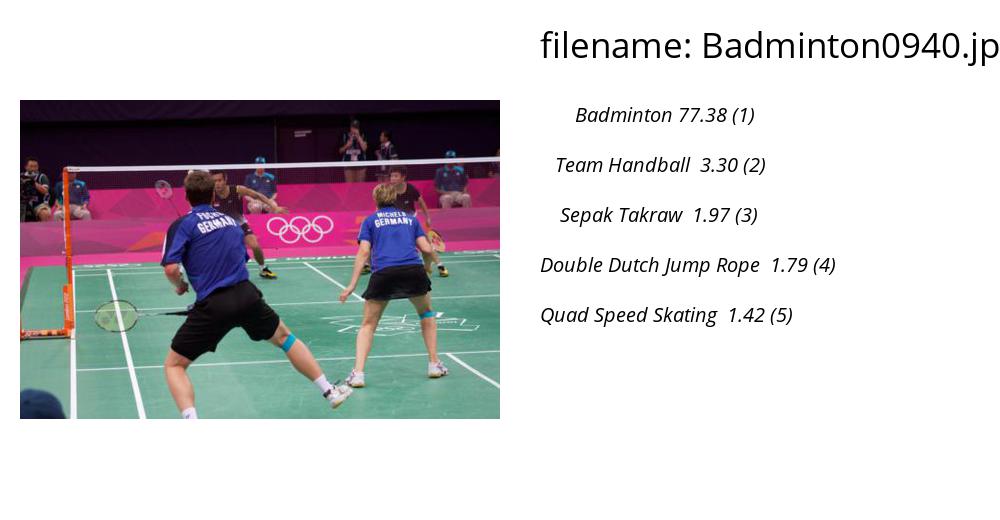 filename: Badminton0940.jp
Badminton 77.38 (1)
Team Handball 3.30 (2)
Sepak Takraw 1.97 (3)
Double Dutch Jump Rope 1.79 (4)
Quad Speed Skating 1.42 (5)
FUCHS
GERMANY
MICHELS
GERMANY